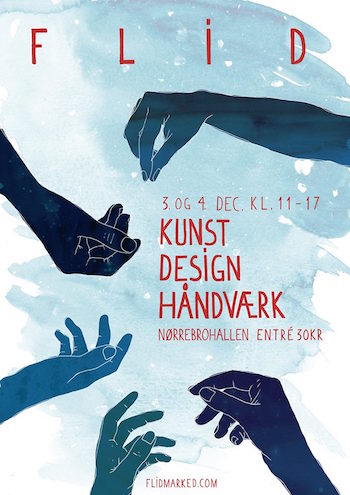 FLID
3. OG 4. DEC. KL. 11-17
KUNST
DESIGN
HÅNDVÆRK
NØRREBROHALLEN ENTRÉ 30KR
FLIDMARKED.COM